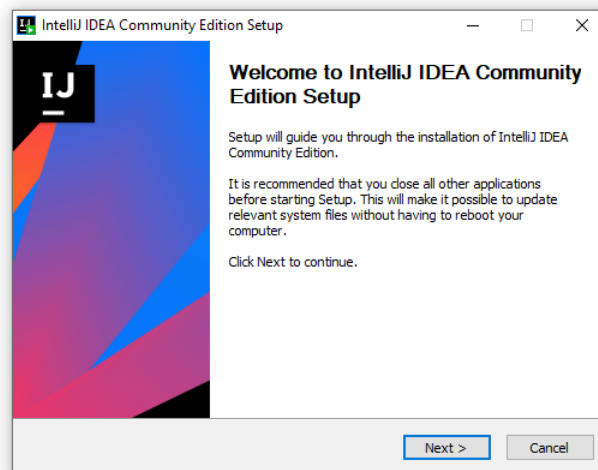 IntelliJ IDEA Community Edition Setup
IJ
Welcome to IntelliJ IDEA Community
Edition Setup
Setup will guide you through the installation of IntelliJ IDEA
Community Edition.
It is recommended that you close all other applications
before starting Setup. This will make it possible to update
relevant system files without having to reboot your
computer.
Click Next to continue.
Next >
Cancel